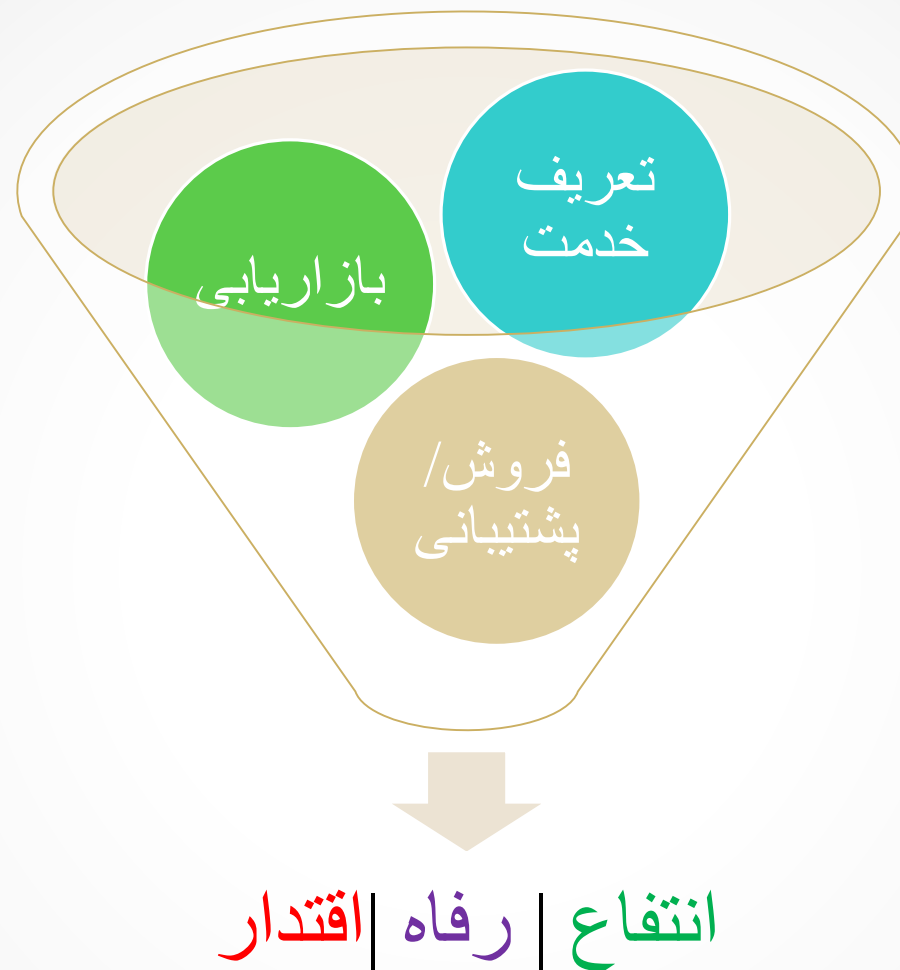 تعریف
خدمت
بازاریابی
فروش/
پشتیبانی
انتفاع | رفاه | اقتدار